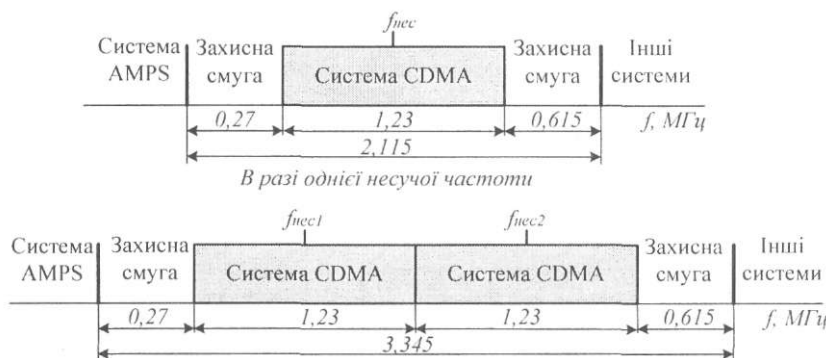 fнес
Система AMPS
Захисна смуга
Система CDMA
Захисна смуга
Інші системи
0,27
1,23
0,615
f, МГц
2,115
В разі однієї несучої частоти
fнес1
fнес2
Система AMPS
Захисна смуга
Система CDMA
Система CDMA
Захисна смуга
Інші системи
0,27
1,23
1,23
0,615
f, МГц
3,345